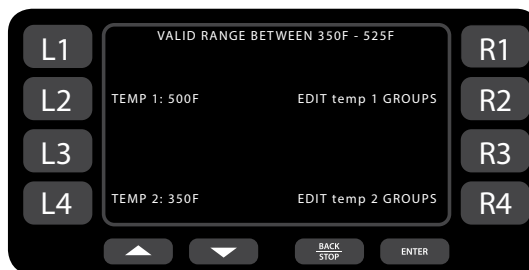 VALID RANGE BETWEEN 350F - 525F
L1
R1
L2
TEMP 1: 500F
EDIT temp 1 GROUPS
R2
L3
R3
L4
TEMP 2: 350F
EDIT temp 2 GROUPS
R4
BACK
STOP
ENTER